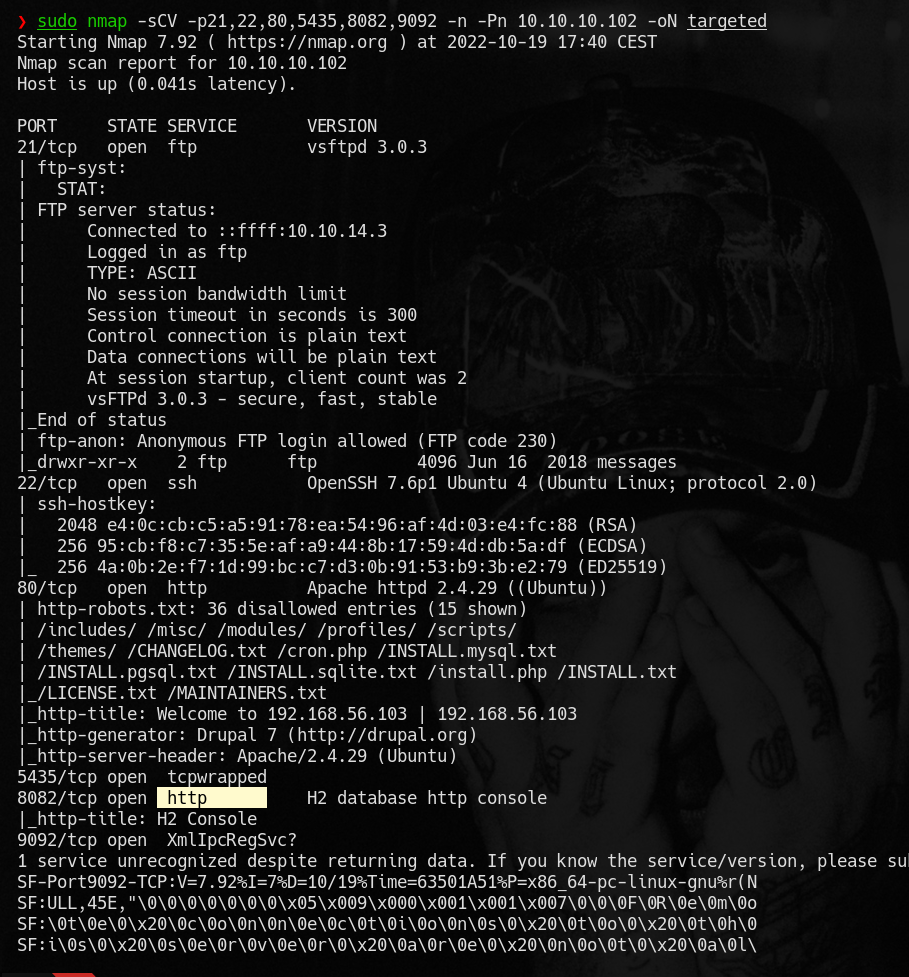 ❯ sudo nmap -sCV -p21,22,80,5435,8082,9092 -n -Pn 10.10.10.102 -oN targeted
Starting Nmap 7.92 ( https://nmap.org ) at 2022-10-19 17:40 CEST
Nmap scan report for 10.10.10.102
Host is up (0.041s latency).
PORT     STATE SERVICE       VERSION
21/tcp   open  ftp           vsftpd 3.0.3
| ftp-syst:
|   STAT:
| FTP server status:
|      Connected to ::ffff:10.10.14.3
|      Logged in as ftp
|      TYPE: ASCII
|      No session bandwidth limit
|      Session timeout in seconds is 300
|      Control connection is plain text
|      Data connections will be plain text
|      At session startup, client count was 2
|      vsFTPd 3.0.3 - secure, fast, stable
|_End of status
| ftp-anon: Anonymous FTP login allowed (FTP code 230)
|_drwxr-xr-x    2 ftp      ftp          4096 Jun 16  2018 messages
22/tcp   open  ssh           OpenSSH 7.6p1 Ubuntu 4 (Ubuntu Linux; protocol 2.0)
| ssh-hostkey:
|   2048 e4:0c:cb:c5:a5:91:78:ea:54:96:af:4d:03:e4:fc:88 (RSA)
|   256 95:cb:f8:c7:35:5e:af:a9:44:8b:17:59:4d:db:5a:df (ECDSA)
|_  256 4a:0b:2e:f7:1d:99:bc:c7:d3:0b:91:53:b9:3b:e2:79 (ED25519)
80/tcp   open  http          Apache httpd 2.4.29 ((Ubuntu))
| http-robots.txt: 36 disallowed entries (15 shown)
| /includes/ /misc/ /modules/ /profiles/ /scripts/
| /themes/ /CHANGELOG.txt /cron.php /INSTALL.mysql.txt
| /INSTALL.pgsql.txt /INSTALL.sqlite.txt /install.php /INSTALL.txt
|_/LICENSE.txt /MAINTAINERS.txt
|_http-title: Welcome to 192.168.56.103 | 192.168.56.103
|_http-generator: Drupal 7 (http://drupal.org)
|_http-server-header: Apache/2.4.29 (Ubuntu)
5435/tcp open  tcpwrapped
8082/tcp open  http          H2 database http console
|_http-title: H2 Console
9092/tcp open  XmlIpcRegSvc?
1 service unrecognized despite returning data. If you know the service/version, please su
SF-Port9092-TCP:V=7.92%I=7%D=10/19%Time=63501A51%P=x86_64-pc-linux-gnu%r(N
SF:ULL,45E,"\0\0\0\0\0\0\0\x05\x009\x000\x001\x001\x007\0\0\0F\0R\0e\0m\0o
SF:\0t\0e\0\x20\0c\0o\0n\0n\0e\0c\0t\0i\0o\0n\0s\0\x20\0t\0o\0\x20\0t\0h\0
SF:i\0s\0\x20\0s\0e\0r\0v\0e\0r\0\x20\0a\0r\0e\0\x20\0n\0o\0t\0\x20\0a\0l\